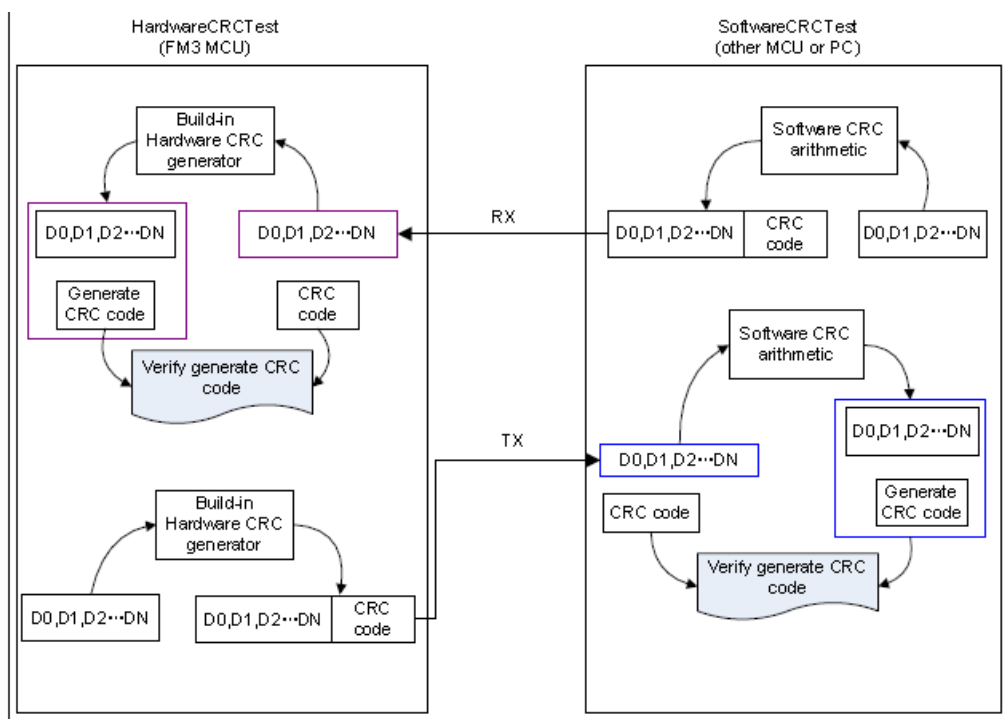 HardwareCRCTest
(FM3 MCU)
SoftwareCRCTest
(other MCU or PC)
Build-in
Hardware CRC
generator
D0,D1,D2···DN
Generate
CRC code
D0,D1,D2···DN
CRC
code
Verify generate CRC
code
RX
Software CRC
arithmetic
D0,D1,D2···DN
CRC
code
D0,D1,D2···DN
Build-in
Hardware CRC
generator
D0,D1,D2···DN
D0,D1,D2···DN
CRC
code
TX
Software CRC
arithmetic
D0,D1,D2···DN
CRC code
D0,D1,D2···DN
Generate
CRC code
Verify generate CRC
code